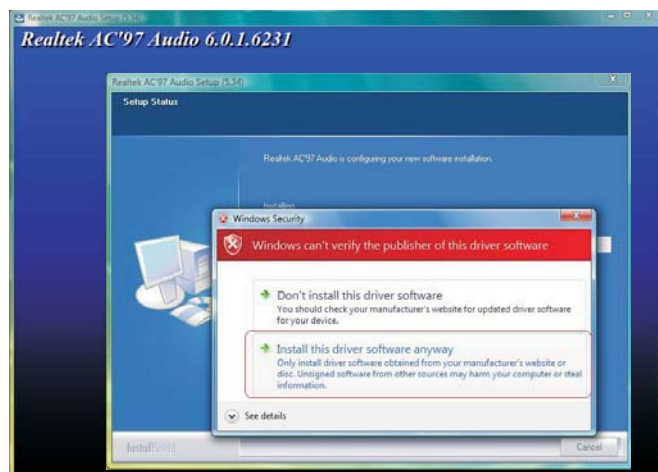 Realtek AC'97 Audio Setup (5.34)
Realtek AC'97 Audio 6.0.1.6231
Realtek AC'97 Audio Setup (5.34)
Setup Status
Realtek AC'97 Audio is configuring your new software installation.
Installing
Windows Security
Windows can't verify the publisher of this driver software
Don't install this driver software
You should check your manufacturer's website for updated driver software
for your device.
Install this driver software anyway
Only install driver software obtained from your manufacturer's website or
disc. Unsigned software from other sources may harm your computer or steal
information.
See details
InstallShield
Cancel